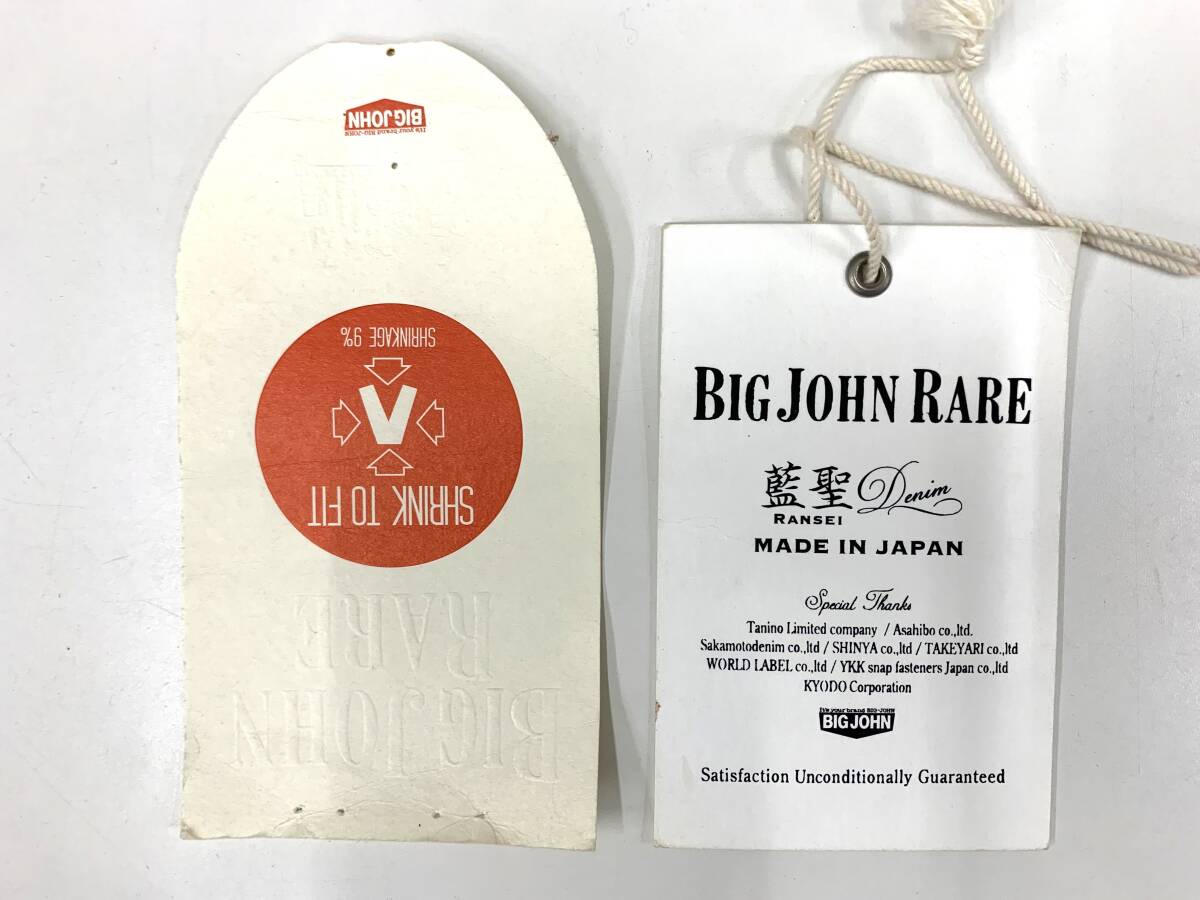 BIG JOHN
RARE
SHRINK TO FIT
SHRINKAGE 9%
It's your brand BIG-JOHN
BIG JOHN
BIG JOHN RARE
藍聖 Denim
RANSEI
MADE IN JAPAN
Special Thanks
Tanino Limited company / Asahibo co.,ltd.
Sakamotodenim co.,ltd / SHINYA co.,ltd / TAKEYARI co.,ltd
WORLD LABEL co.,ltd / YKK snap fasteners Japan co.,ltd
KYODO Corporation
It's your brand BIG-JOHN
BIG JOHN
Satisfaction Unconditionally Guaranteed